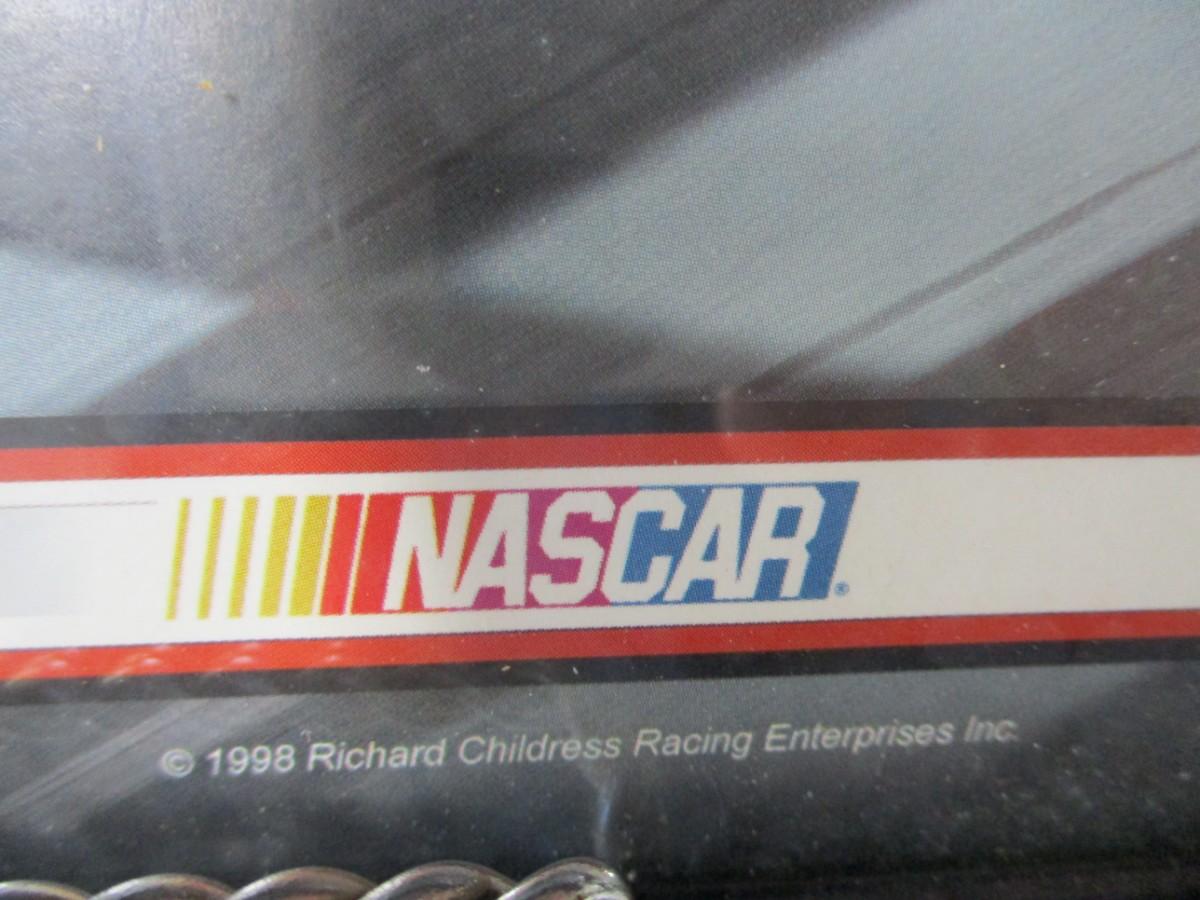 NASCAR®
© 1998 Richard Childress Racing Enterprises Inc.